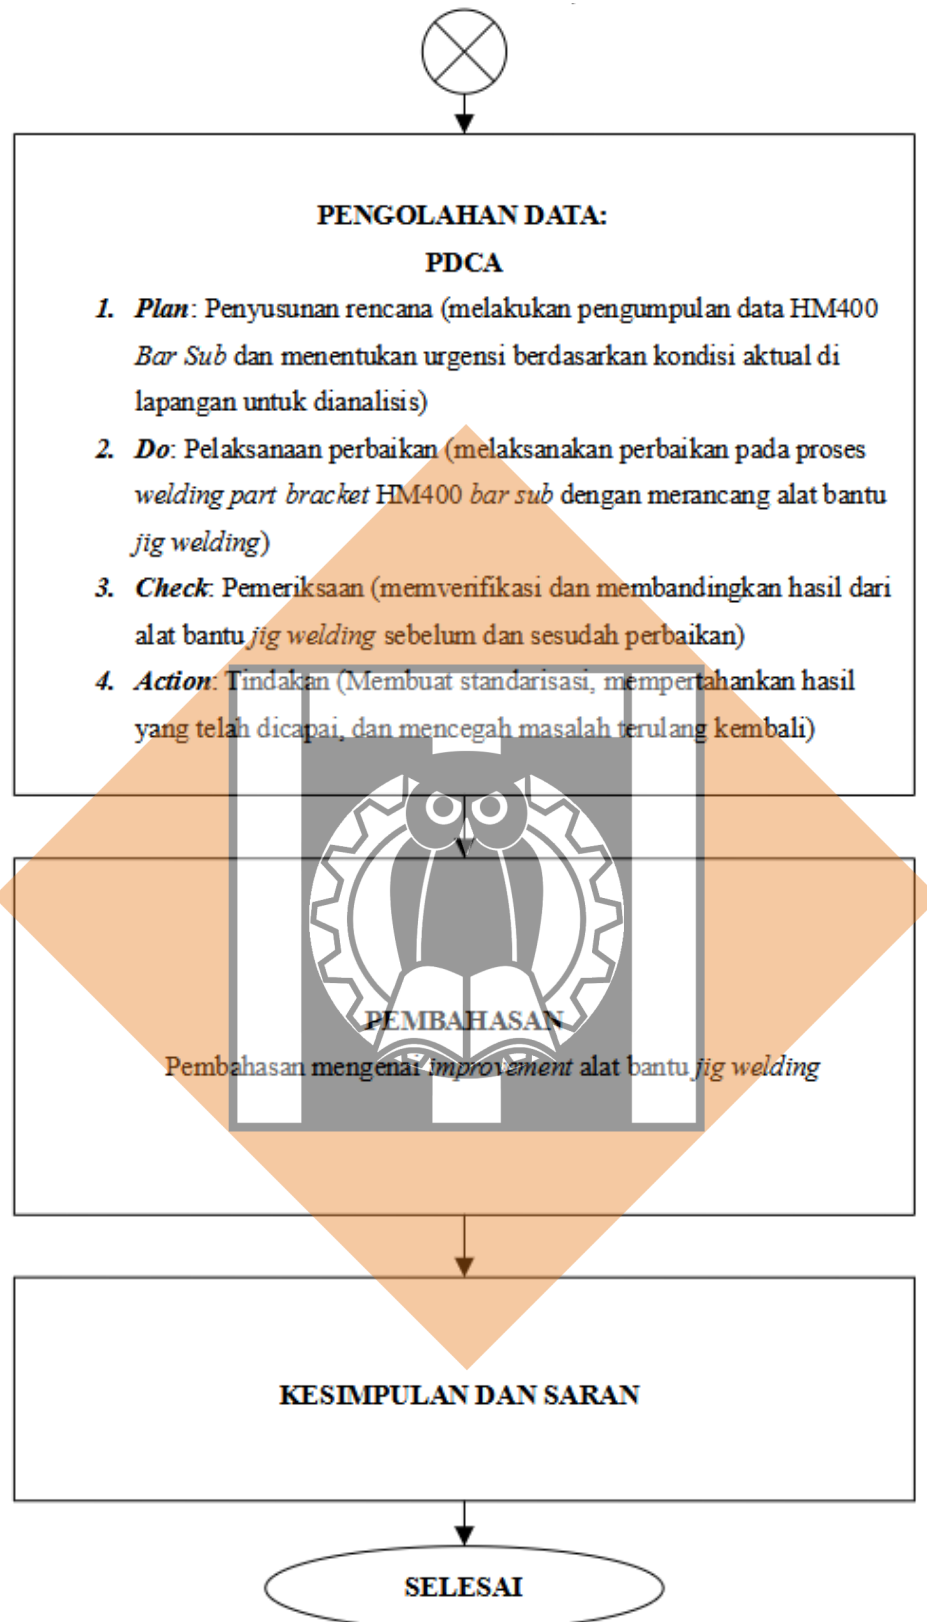 PENGOLAHAN DATA:
PDCA
1. Plan: Penyusunan rencana (melakukan pengumpulan data HM400
Bar Sub dan menentukan urgensi berdasarkan kondisi aktual di
lapangan untuk dianalisis)
2. Do: Pelaksanaan perbaikan (melaksanakan perbaikan pada proses
welding part bracket HM400 bar sub dengan merancang alat bantu
jig welding)
3. Check: Pemeriksaan (memverifikasi dan membandingkan hasil dari
alat bantu jig welding sebelum dan sesudah perbaikan)
4. Action: Tindakan (Membuat standarisasi, mempertahankan hasil
yang telah dicapai, dan mencegah masalah terulang kembali)
PEMBAHASAN
Pembahasan mengenai improvement alat bantu jig welding
KESIMPULAN DAN SARAN
SELESAI